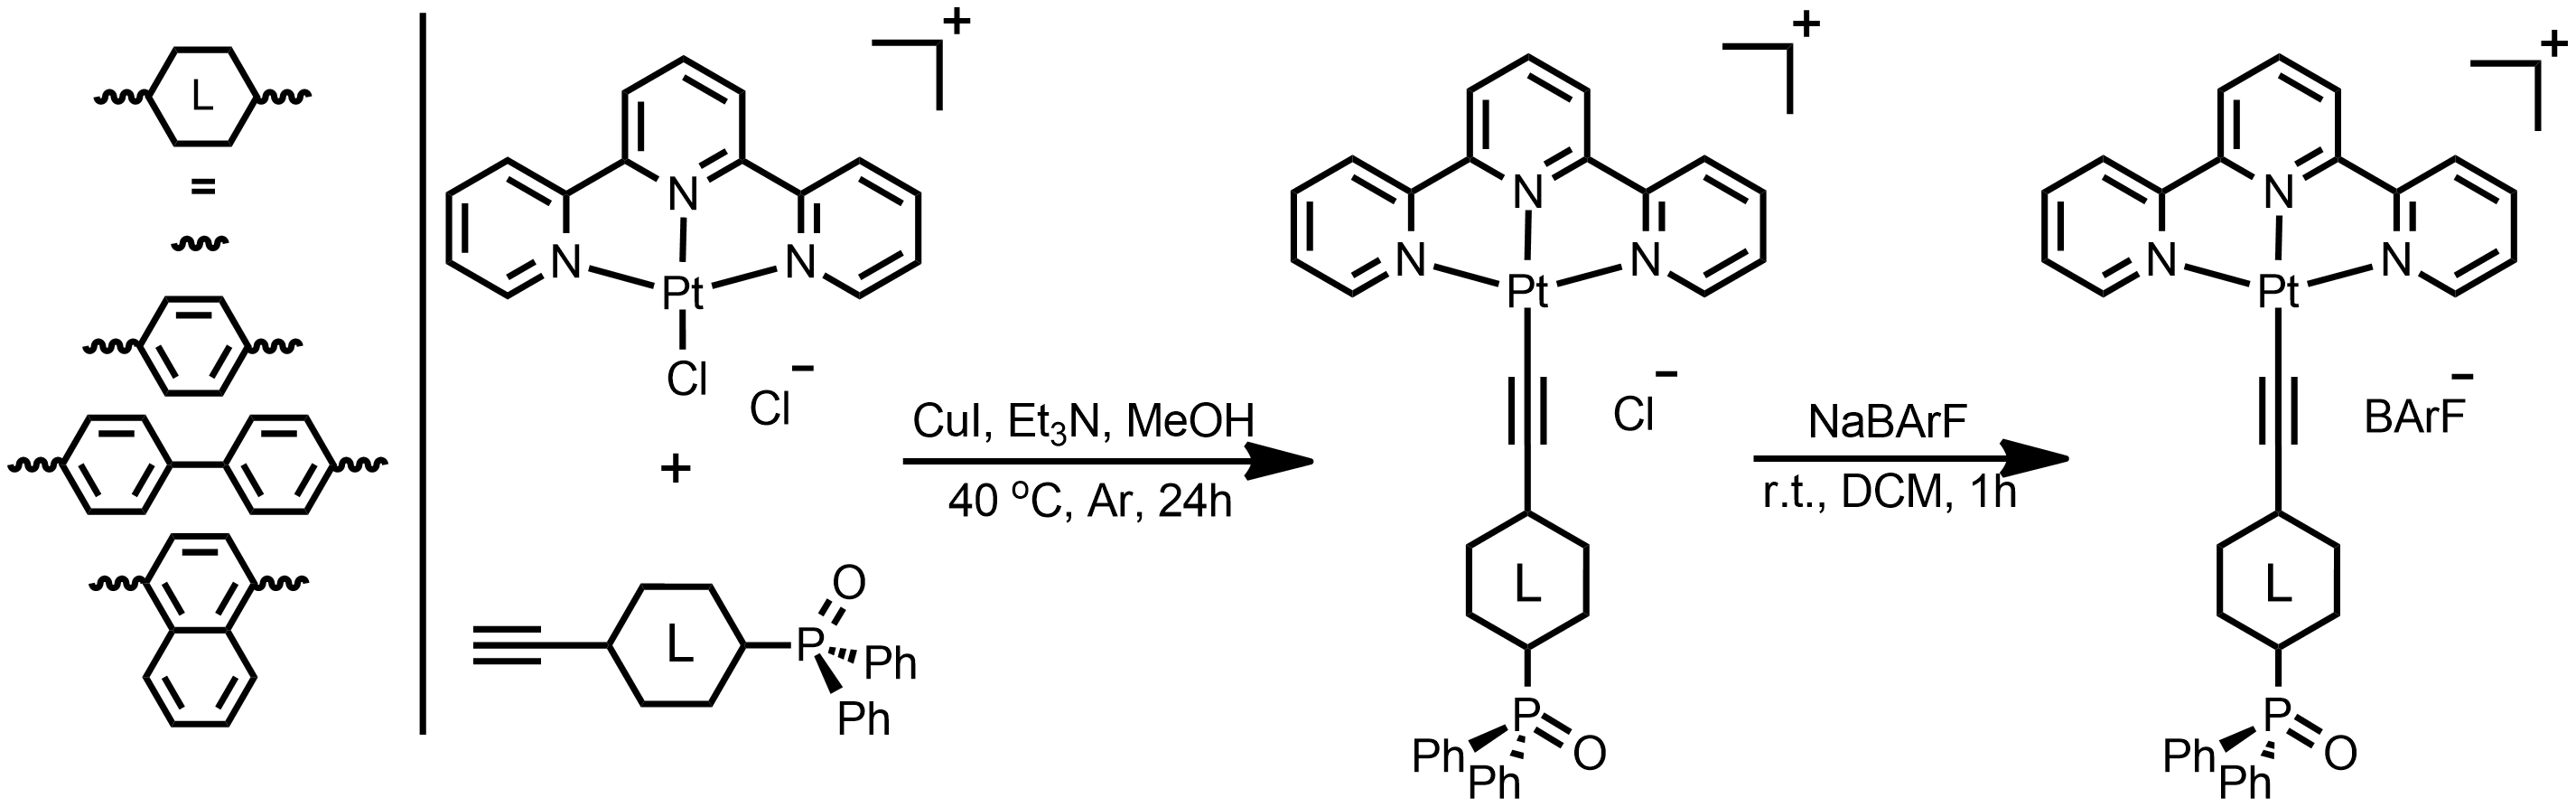 L
=
+
N
N
N
Pt
Cl
Cl−
+
O
L
P
Ph
Ph
CuI, Et3N, MeOH
40 oC, Ar, 24h
+
N
N
N
Pt
Cl−
L
P
O
Ph
Ph
NaBArF
r.t., DCM, 1h
+
N
N
N
Pt
BArF−
L
P
O
Ph
Ph